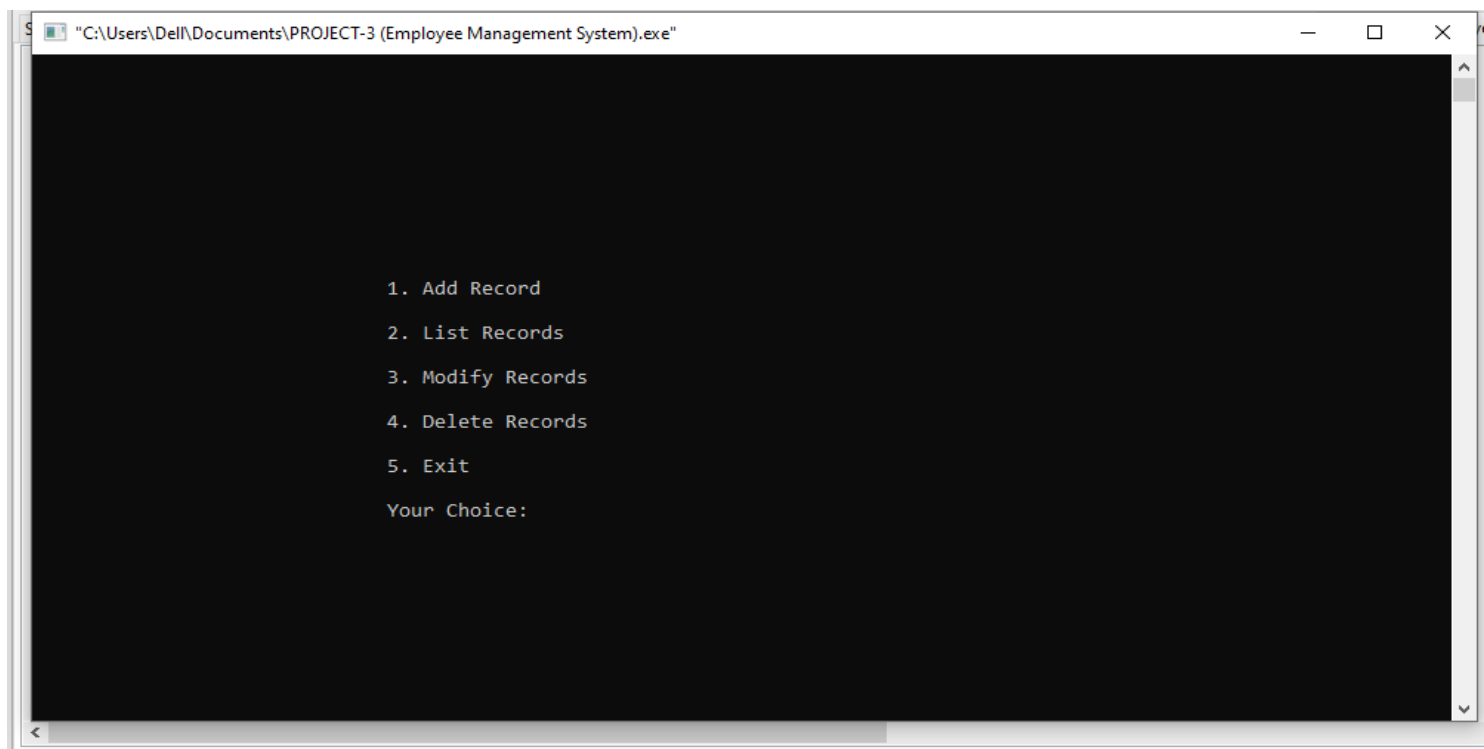 "C:\Users\Dell\Documents\PROJECT-3 (Employee Management System).exe"
1. Add Record
2. List Records
3. Modify Records
4. Delete Records
5. Exit
Your Choice: